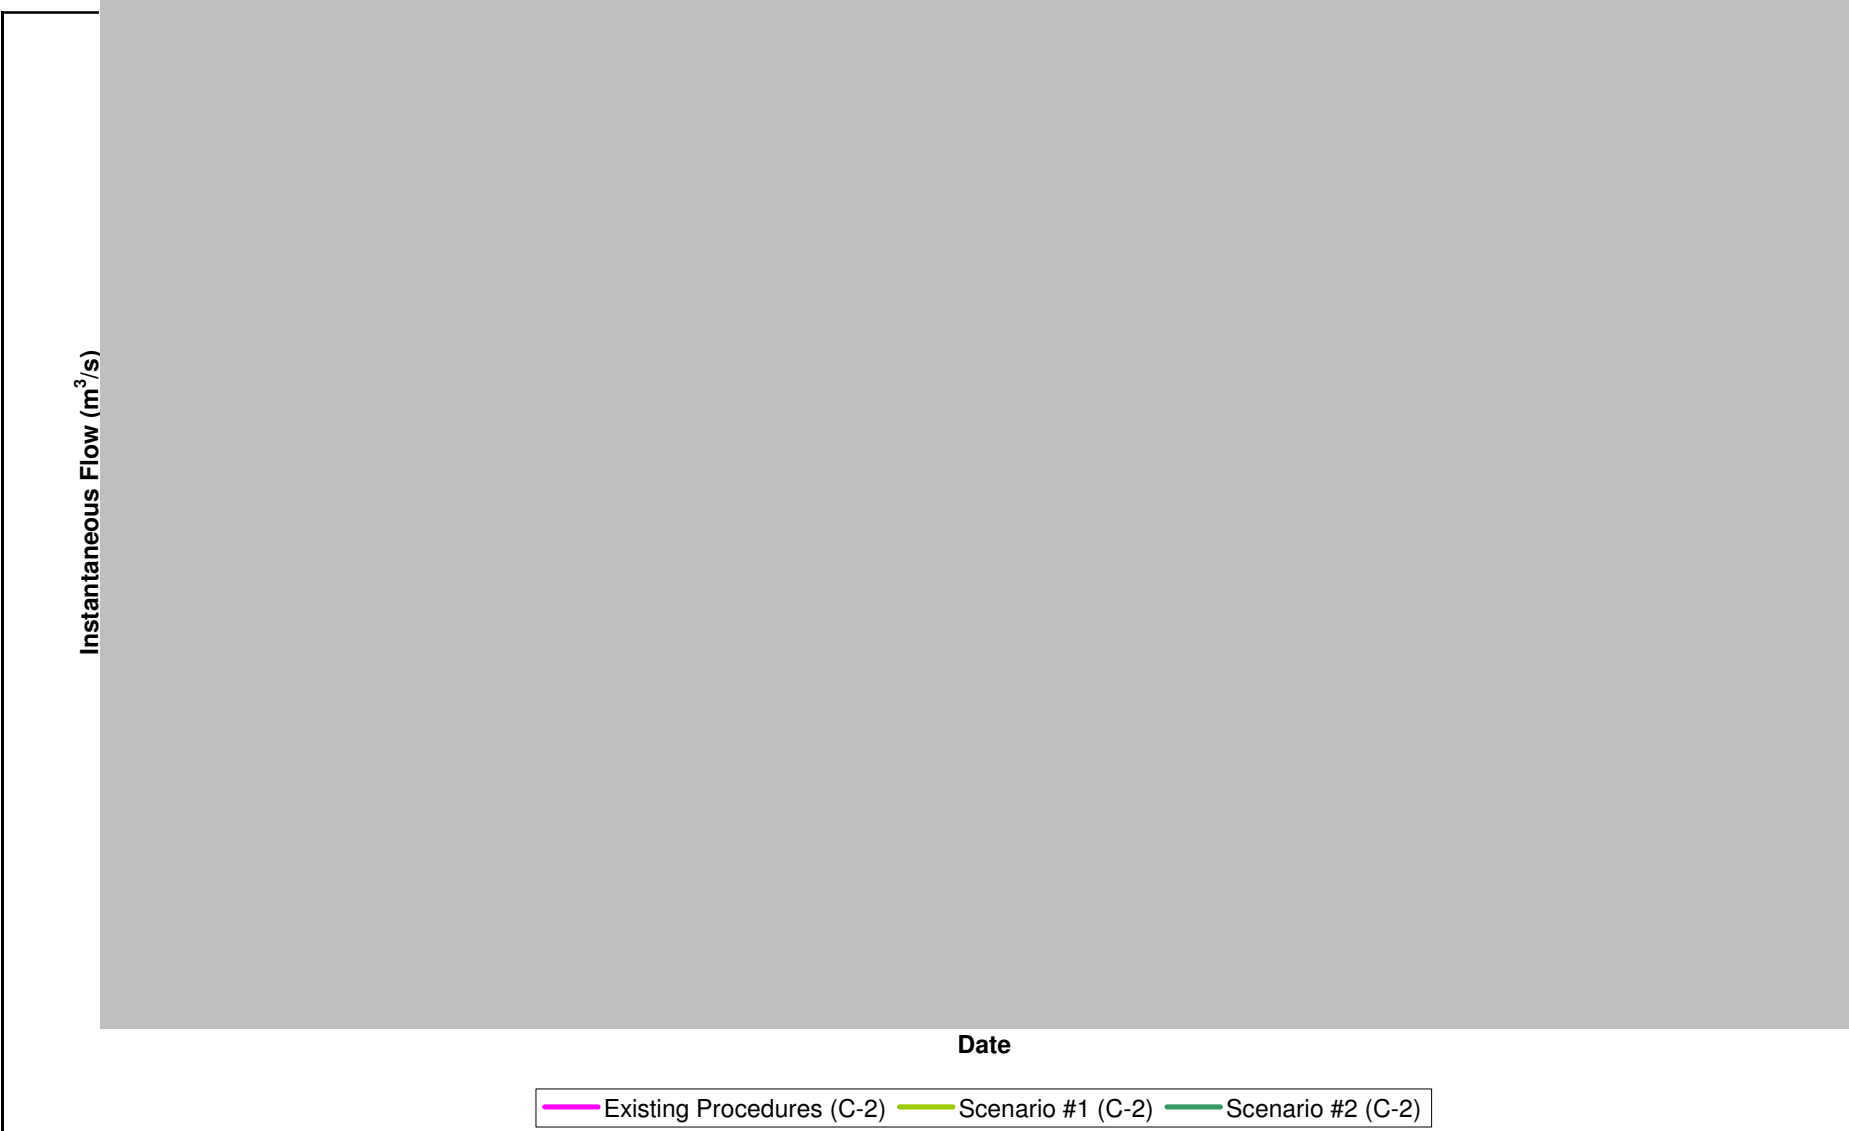 Instantaneous Flow (m³/s)
Date
Existing Procedures (C-2) Scenario #1 (C-2) Scenario #2 (C-2)